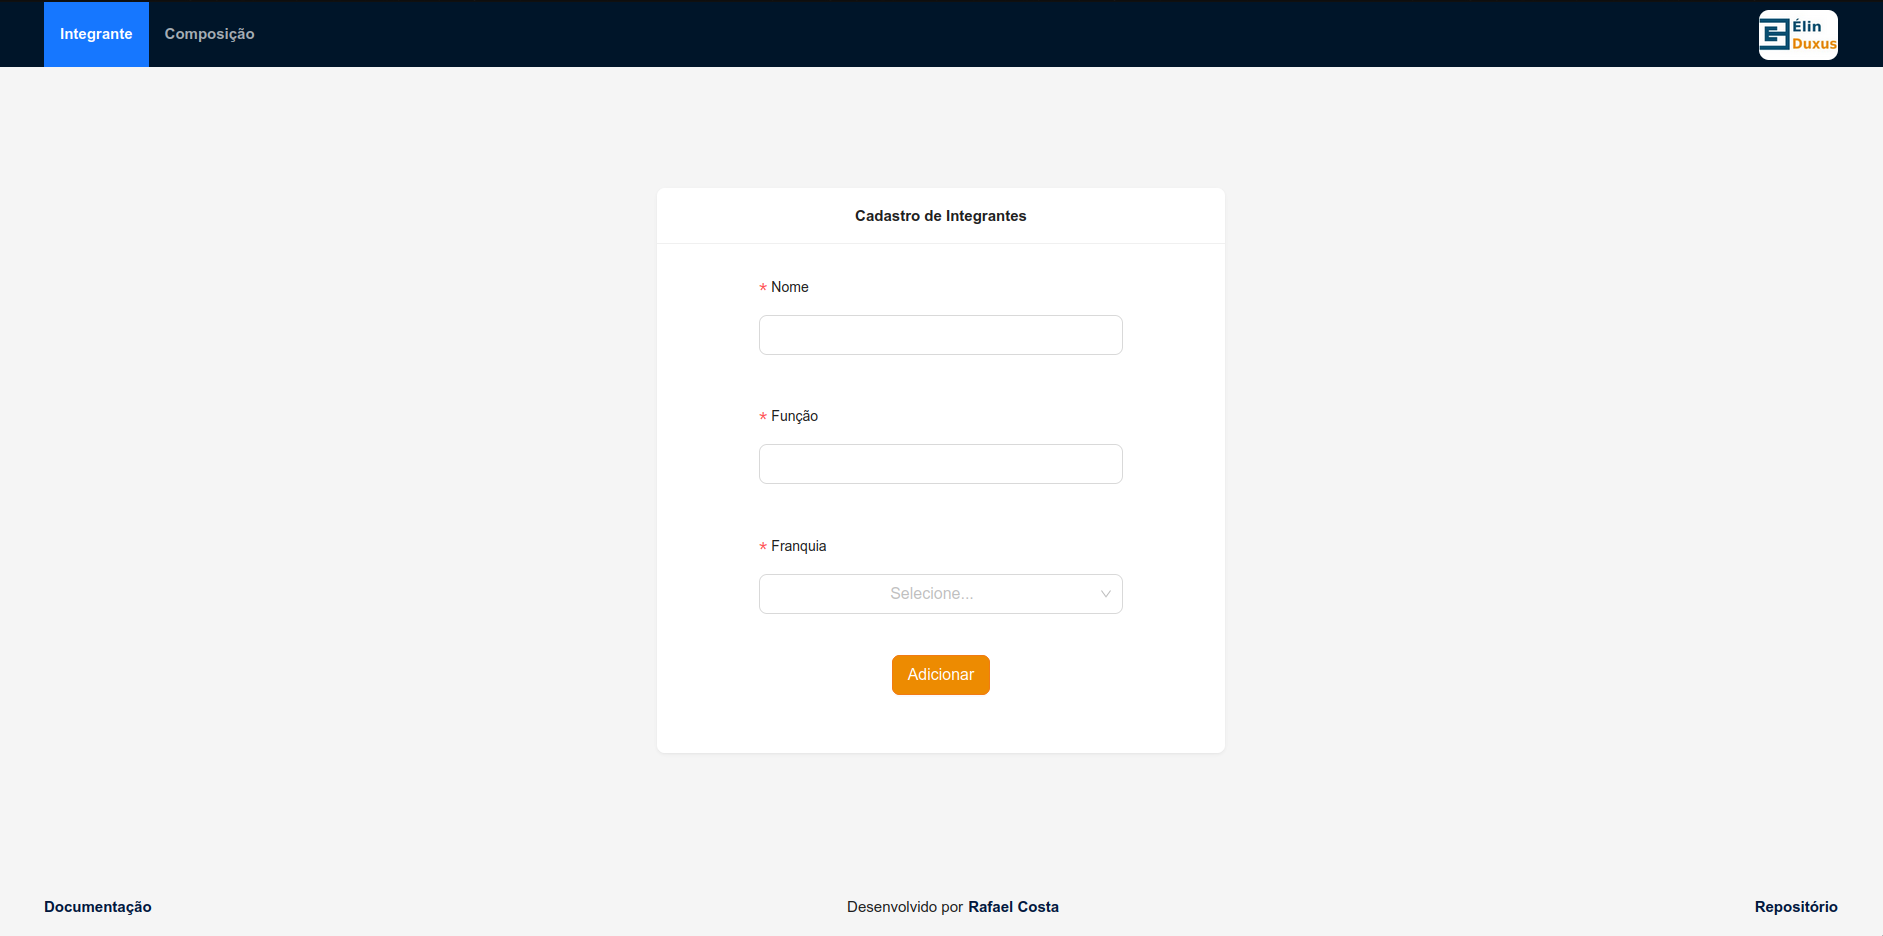 Integrante Composição
Élin
Duxus
Cadastro de Integrantes
* Nome
* Função
* Franquia
Selecione...
Adicionar
Documentação Desenvolvido por Rafael Costa Repositório